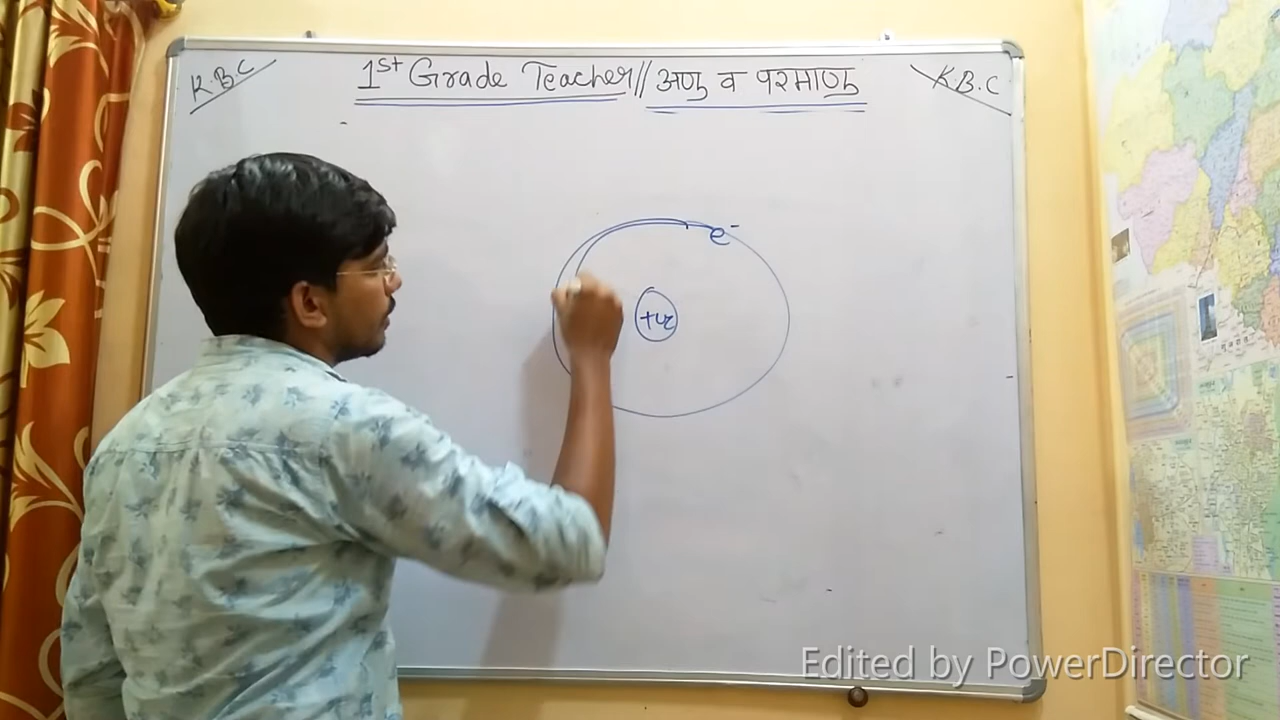 K.B.C
1st Grade Teacher // अणु व परमाणु
K.B.C
e-
+ve
Edited by PowerDirector